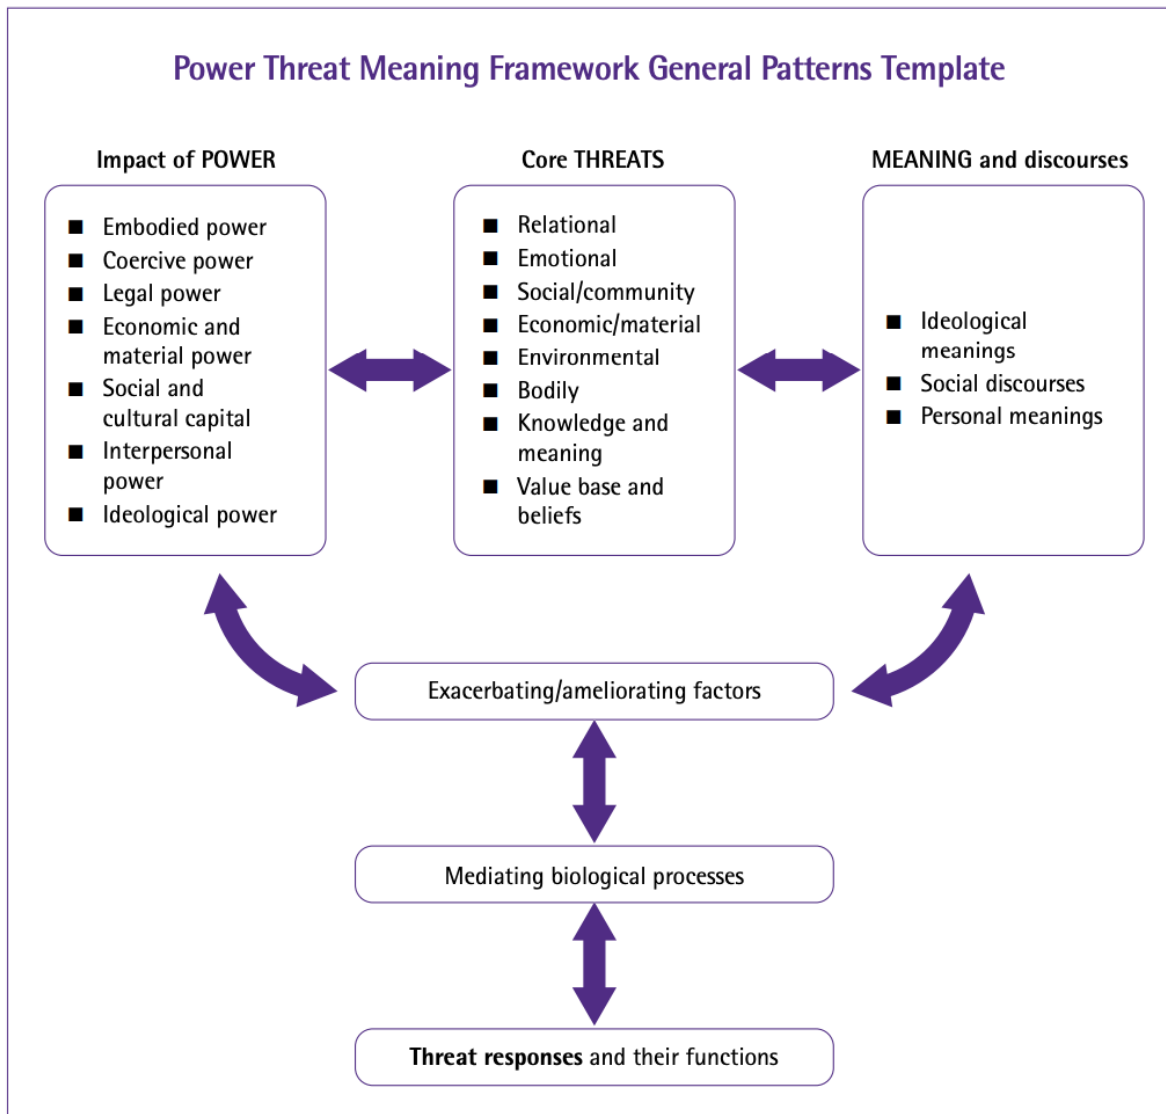 Power Threat Meaning Framework General Patterns Template
Impact of POWER
■ Embodied power
■ Coercive power
■ Legal power
■ Economic and
material power
■ Social and
cultural capital
■ Interpersonal
power
■ Ideological power
Core THREATS
■ Relational
■ Emotional
■ Social/community
■ Economic/material
■ Environmental
■ Bodily
■ Knowledge and
meaning
■ Value base and
beliefs
MEANING and discourses
■ Ideological
meanings
■ Social discourses
■ Personal meanings
Exacerbating/ameliorating factors
Mediating biological processes
Threat responses and their functions